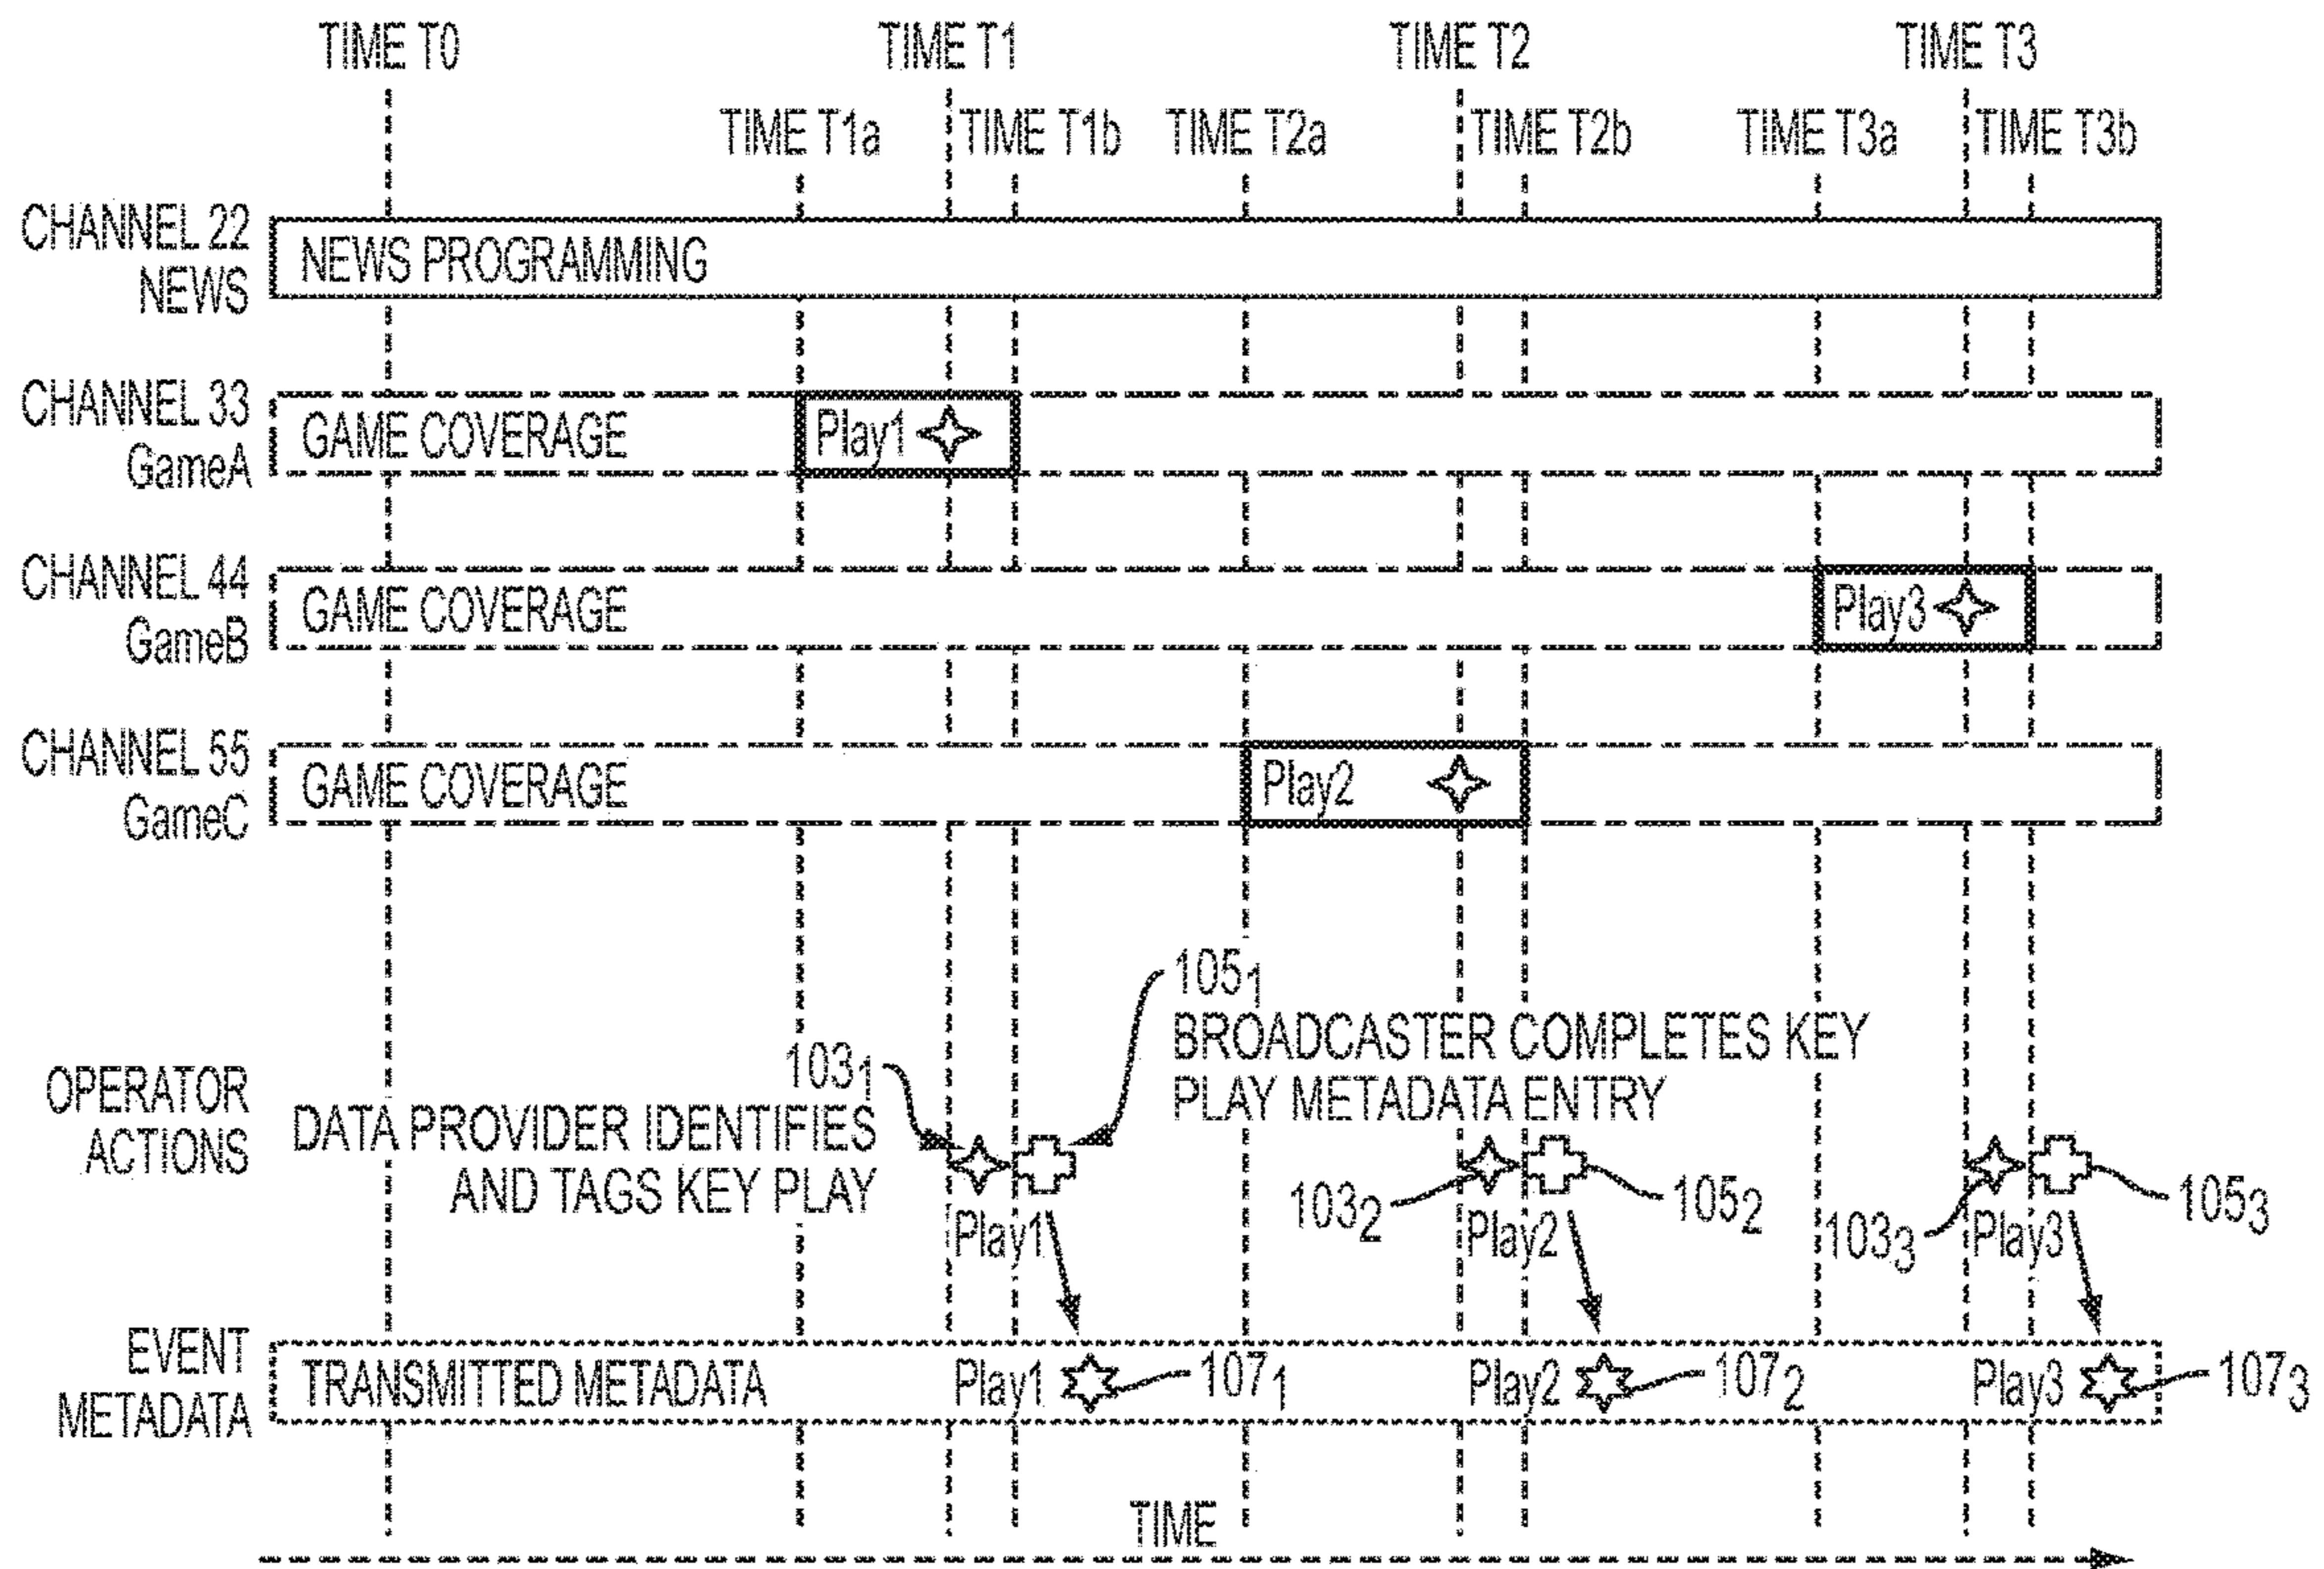 TIME T0
TIME T1
TIME T2
TIME T3
TIME T1a
TIME T1b
TIME T2a
TIME T2b
TIME T3a
TIME T3b
CHANNEL 22
NEWS
NEWS PROGRAMMING
CHANNEL 33
GameA
GAME COVERAGE
Play1
CHANNEL 44
GameB
GAME COVERAGE
Play3
CHANNEL 55
GameC
GAME COVERAGE
Play2
OPERATOR
ACTIONS
103₁
DATA PROVIDER IDENTIFIES
AND TAGS KEY PLAY
105₁
BROADCASTER COMPLETES KEY
PLAY METADATA ENTRY
Play1
103₂
Play2
105₂
103₃
Play3
105₃
EVENT
METADATA
TRANSMITTED METADATA
Play1
107₁
Play2
107₂
Play3
107₃
TIME